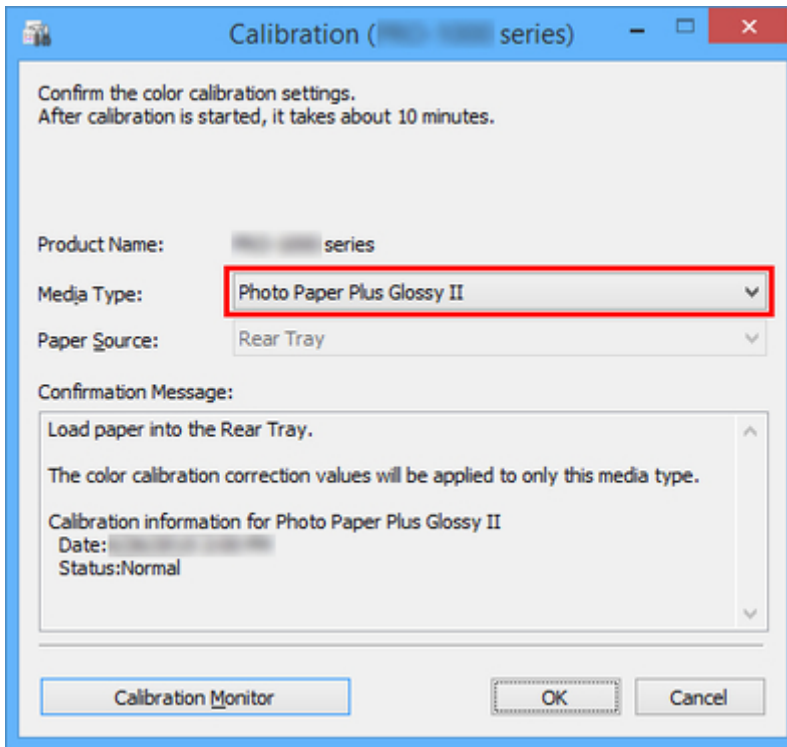 Calibration ( series)
Confirm the color calibration settings.
After calibration is started, it takes about 10 minutes.
Product Name: series
Media Type: Photo Paper Plus Glossy II
Paper Source: Rear Tray
Confirmation Message:
Load paper into the Rear Tray.
The color calibration correction values will be applied to only this media type.
Calibration information for Photo Paper Plus Glossy II
Date:
Status:Normal
Calibration Monitor OK Cancel